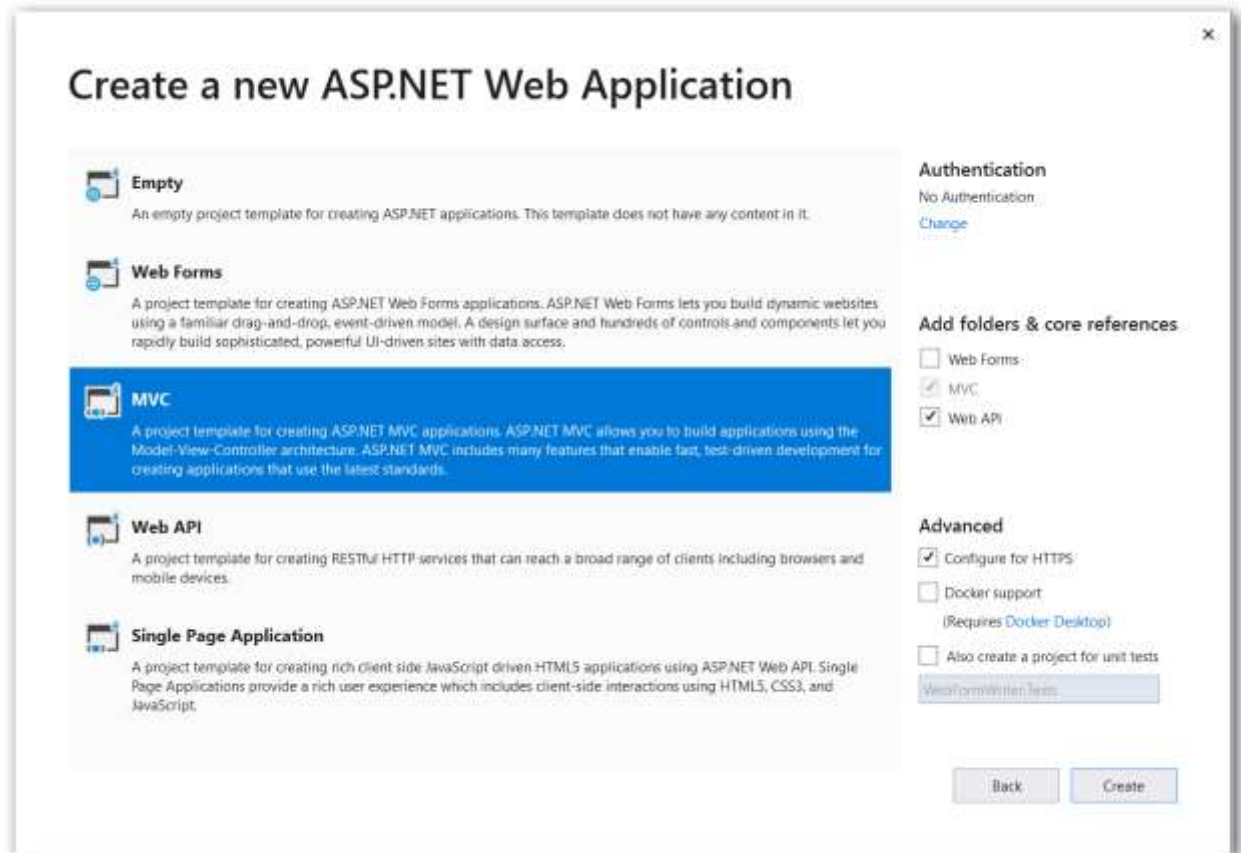 Create a new ASP.NET Web Application
Empty
An empty project template for creating ASP.NET applications. This template does not have any content in it.
Web Forms
A project template for creating ASP.NET Web Forms applications. ASP.NET Web Forms lets you build dynamic websites
using a familiar drag-and-drop, event-driven model. A design surface and hundreds of controls and components let you
rapidly build sophisticated, powerful UI-driven sites with data access.
MVC
A project template for creating ASP.NET MVC applications. ASP.NET MVC allows you to build applications using the
Model-View-Controller architecture. ASP.NET MVC includes many features that enable fast, test-driven development for
creating applications that use the latest standards.
Web API
A project template for creating RESTful HTTP services that can reach a broad range of clients including browsers and
mobile devices.
Single Page Application
A project template for creating rich client side JavaScript driven HTML5 applications using ASP.NET Web API. Single
Page Applications provide a rich user experience which includes client-side interactions using HTML5, CSS3, and
JavaScript.
Authentication
No Authentication
Change
Add folders & core references
Web Forms
MVC
Web API
Advanced
Configure for HTTPS
Docker support
(Requires Docker Desktop)
Also create a project for unit tests
WebFormWriter.Tests
Back
Create